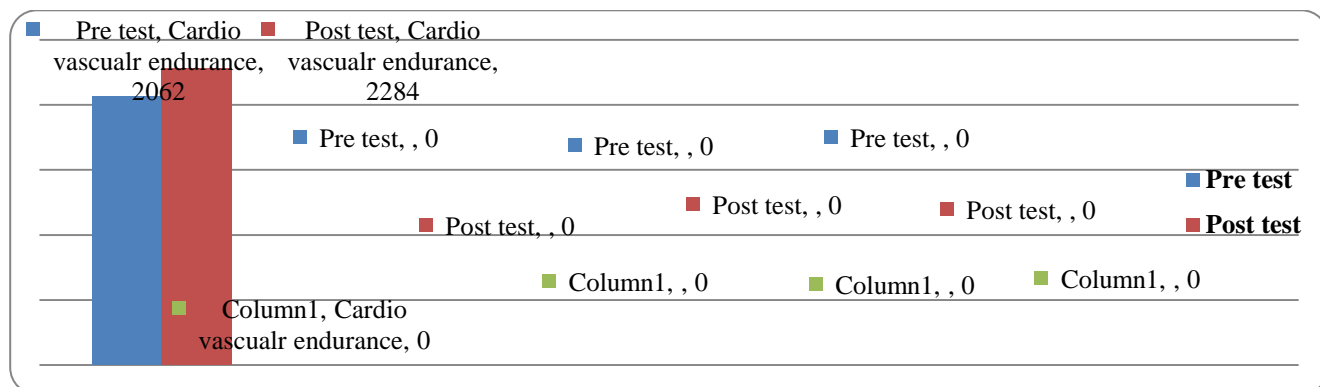 Pre test, Cardio
vascualr endurance,
2062
Post test, Cardio
vascualr endurance,
2284
Pre test, , 0
Pre test, , 0
Pre test, , 0
Pre test
Post test, , 0
Post test, , 0
Post test, , 0
Post test
Column1, , 0
Column1, , 0
Column1, , 0
Column1, Cardio
vascualr endurance, 0